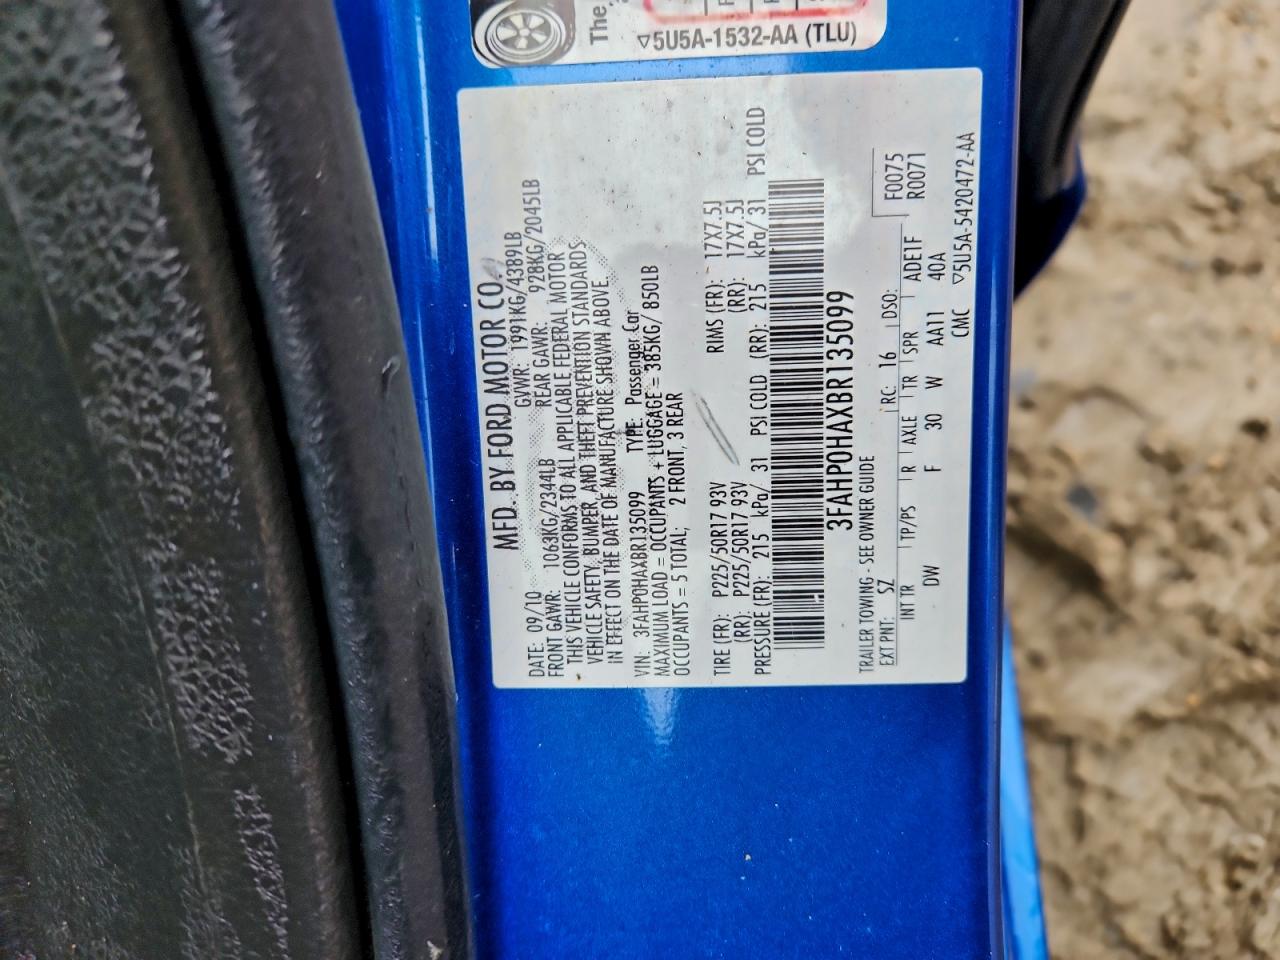 The
▽5U5A-1532-AA (TLU)
MFD. BY FORD MOTOR CO.
DATE: 09/10 GVWR: 1991KG/4389LB
FRONT GAWR: 1063KG/2344LB REAR GAWR: 928KG/2045LB
THIS VEHICLE CONFORMS TO ALL APPLICABLE FEDERAL MOTOR
VEHICLE SAFETY, BUMPER, AND THEFT PREVENTION STANDARDS
IN EFFECT ON THE DATE OF MANUFACTURE SHOWN ABOVE.
VIN: 3FAHP0HAXBR135099 TYPE: Passenger Car
MAXIMUM LOAD = OCCUPANTS + LUGGAGE = 385KG/ 850LB
OCCUPANTS = 5 TOTAL; 2 FRONT, 3 REAR
TIRE (FR): P225/50R17 93V RIMS (FR): 17X7.5J
(RR): P225/50R17 93V (RR): 17X7.5J
PRESSURE (FR): 215 kPa/ 31 PSI COLD (RR): 215 kPa/ 31 PSI COLD
3FAHP0HAXBR135099
F0075
R0071
TRAILER TOWING - SEE OWNER GUIDE
EXT PNT: SZ RC: 16 DSO:
INT TR TP/PS R AXLE TR SPR ADE1F
DW F 30 W AA11 40A
CMC ▽5U5A-5420472-AA